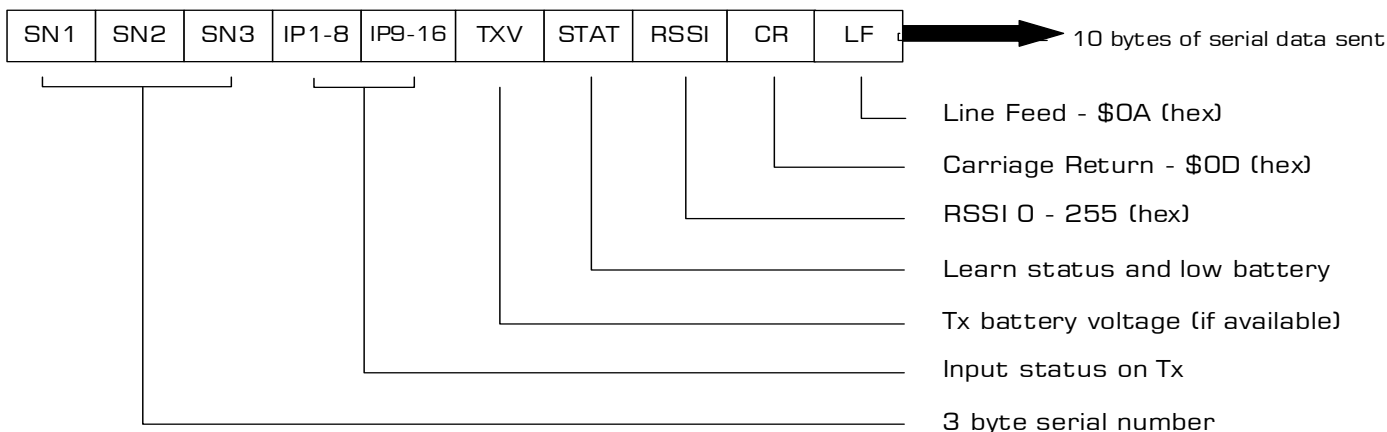 SN1 SN2 SN3 IP1-8 IP9-16 TXV STAT RSSI CR LF
10 bytes of serial data sent
Line Feed - $0A (hex)
Carriage Return - $0D (hex)
RSSI 0 - 255 (hex)
Learn status and low battery
Tx battery voltage (if available)
Input status on Tx
3 byte serial number